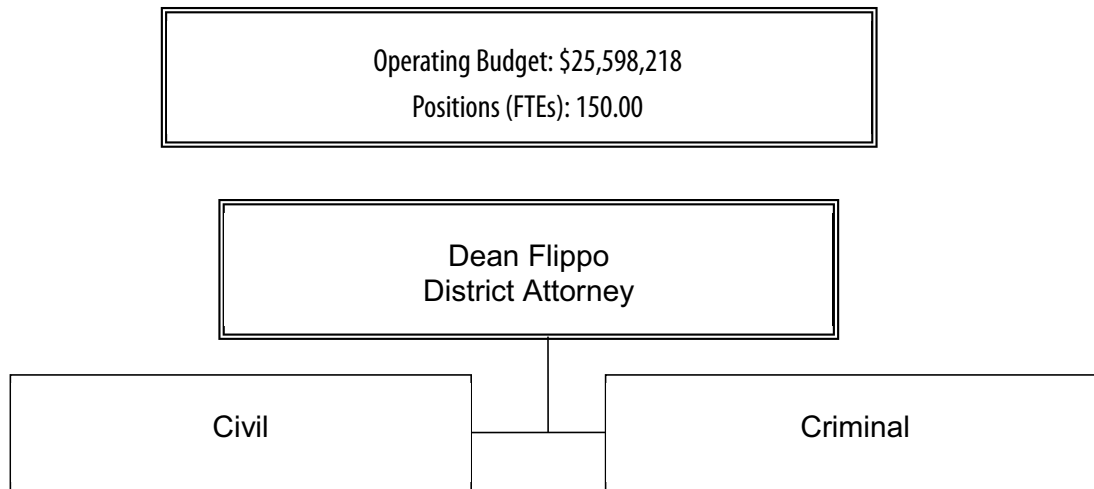 Operating Budget: $25,598,218
Positions (FTEs): 150.00
Dean Flippo
District Attorney
Civil
Criminal